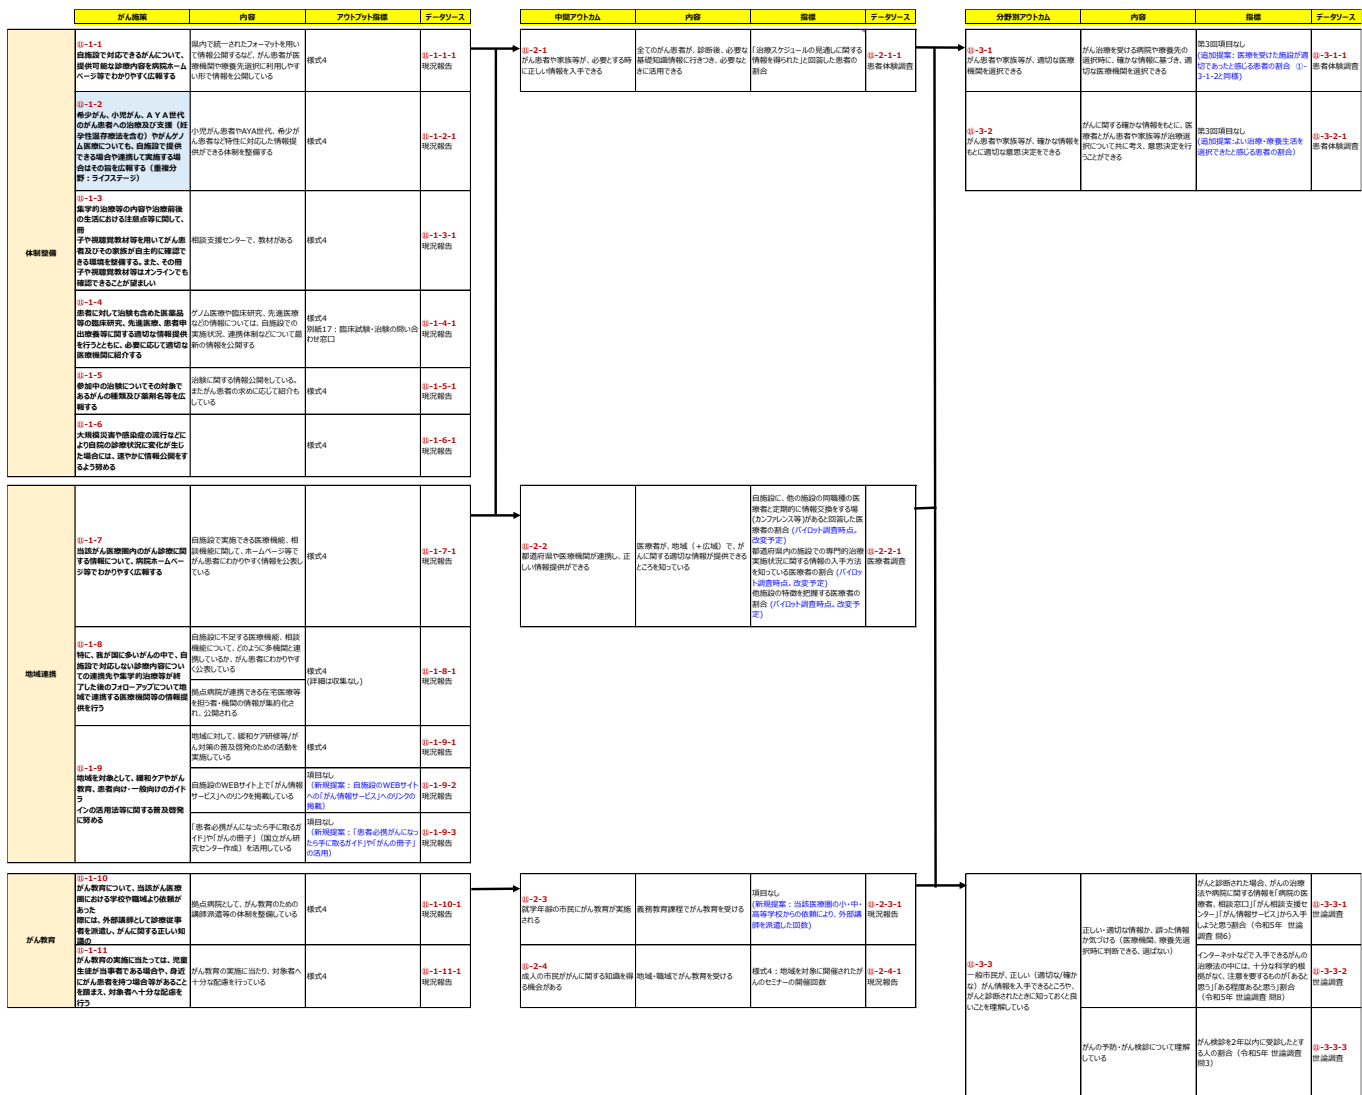 がん施策
内容
アウトプット指標
データソース
体制整備
⑪-1-1
自施設で対応できるがんについて、
提供可能な診療内容を病院ホーム
ページ等でわかりやすく広報する
県内で統一されたフォーマットを用い
て情報公開するなど、がん患者が医
療機関や療養先選択に利用しやす
い形で情報を公開している
様式4
⑪-1-1-1
現況報告
⑪-1-2
希少がん、小児がん、ＡＹＡ世代
のがん患者への治療及び支援（妊
孕性温存療法を含む）やがんゲノ
ム医療についても、自施設で提供
できる場合や連携して実施する場
合はその旨を広報する（重複分
野：ライフステージ）
小児がん患者やAYA世代、希少が
ん患者など特性に対応した情報提
供ができる体制を整備する
様式4
⑪-1-2-1
現況報告
⑪-1-3
集学的治療等の内容や治療前後
の生活における注意点等に関して、
冊
子や視聴覚教材等を用いてがん患
者及びその家族が自主的に確認で
きる環境を整備する。また、その冊
子や視聴覚教材等はオンラインでも
確認できることが望ましい
相談支援センターで、教材がある
様式4
⑪-1-3-1
現況報告
⑪-1-4
患者に対して治験も含めた医薬品
等の臨床研究、先進医療、患者申
出療養等に関する適切な情報提供
を行うとともに、必要に応じて適切な
医療機関に紹介する
ゲノム医療や臨床研究、先進医療
などの情報については、自施設での
実施状況、連携体制などについて最
新の情報を公開する
様式4
別紙17：臨床試験・治験の問い合
わせ窓口
⑪-1-4-1
現況報告
⑪-1-5
参加中の治験についてその対象で
あるがんの種類及び薬剤名等を広
報する
治験に関する情報公開をしている。
またがん患者の求めに応じて紹介も
している
様式4
⑪-1-5-1
現況報告
⑪-1-6
大規模災害や感染症の流行などに
より自院の診療状況に変化が生じ
た場合には、速やかに情報公開をす
るよう努める
様式4
⑪-1-6-1
現況報告
地域連携
⑪-1-7
当該がん医療圏内のがん診療に関
する情報について、病院ホームペー
ジ等でわかりやすく広報する
自施設で実施できる医療機能、相
談機能に関して、ホームページ等で
がん患者にわかりやすく情報を公表し
ている
様式4
⑪-1-7-1
現況報告
⑪-1-8
特に、我が国に多いがんの中で、自
施設で対応しない診療内容につい
ての連携先や集学的治療等が終
了した後のフォローアップについて地
域で連携する医療機関等の情報提
供を行う
自施設に不足する医療機能、相談
機能について、どのように多機関と連
携しているか、がん患者にわかりやす
く公表している
拠点病院が連携できる在宅医療等
を担う者・機関の情報が集約化さ
れ、公開される
様式4
(詳細は収集なし)
⑪-1-8-1
現況報告
⑪-1-9
地域を対象として、緩和ケアやがん
教育、患者向け・一般向けのガイド
ラ
インの活用法等に関する普及啓発
に努める
地域に対して、緩和ケア研修等/が
ん対策の普及啓発のための活動を
実施している
様式4
⑪-1-9-1
現況報告
自施設のWEBサイト上で「がん情報
サービス」へのリンクを掲載している
項目なし
（新規提案：自施設のWEBサイト
への「がん情報サービス」へのリンクの
掲載）
⑪-1-9-2
現況報告
「患者必携がんになったら手に取るガ
イド」や「がんの冊子」（国立がん研
究センター作成）を活用している
項目なし
（新規提案：「患者必携がんになっ
たら手に取るガイド」や「がんの冊子」
の活用）
⑪-1-9-3
現況報告
がん教育
⑪-1-10
がん教育について、当該がん医療
圏における学校や職域より依頼が
あった
際には、外部講師として診療従事
者を派遣し、がんに関する正しい知
識の
拠点病院として、がん教育のための
講師派遣等の体制を整備している
様式4
⑪-1-10-1
現況報告
⑪-1-11
がん教育の実施に当たっては、児童
生徒が当事者である場合や、身近
にがん患者を持つ場合等があること
を踏まえ、対象者へ十分な配慮を
行う
がん教育の実施に当たり、対象者へ
十分な配慮を行っている
様式4
⑪-1-11-1
現況報告
中間アウトカム
内容
指標
データソース
⑪-2-1
がん患者や家族等が、必要とする時
に正しい情報を入手できる
全てのがん患者が、診断後、必要な
基礎知識情報に行きつき、必要なと
きに活用できる
「治療スケジュールの見通しに関する
情報を得られた」と回答した患者の
割合
⑪-2-1-1
患者体験調査
⑪-2-2
都道府県や医療機関が連携し、正
しい情報提供ができる
医療者が、地域（＋広域）で、が
んに関する適切な情報が提供できる
ところを知っている
自施設に、他の施設の同職種の医
療者と定期的に情報交換をする場
(カンファレンス等)があると回答した医
療者の割合 (パイロット調査時点。
改変予定)
都道府県内の施設での専門的治療
実施状況に関する情報の入手方法
を知っている医療者の割合 (パイロッ
ト調査時点。改変予定)
他施設の特徴を把握する医療者の
割合 (パイロット調査時点。改変予
定)
⑪-2-2-1
医療者調査
⑪-2-3
就学年齢の市民にがん教育が実施
される
義務教育課程でがん教育を受ける
項目なし
(新規提案：当該医療圏の小・中・
高等学校からの依頼により、外部講
師を派遣した回数)
⑪-2-3-1
現況報告
⑪-2-4
成人の市民ががんに関する知識を得
る機会がある
地域・職域でがん教育を受ける
様式4：地域を対象に開催されたが
んのセミナーの開催回数
⑪-2-4-1
現況報告
分野別アウトカム
内容
指標
データソース
⑪-3-1
がん患者や家族等が、適切な医療
機関を選択できる
がん治療を受ける病院や療養先の
選択時に、確かな情報に基づき、適
切な医療機関を選択できる
第3回項目なし
(追加提案：医療を受けた施設が適
切であったと感じる患者の割合　①-
3-1-2と同様)
⑪-3-1-1
患者体験調査
⑪-3-2
がん患者や家族等が、確かな情報を
もとに適切な意思決定をできる
がんに関する確かな情報をもとに、医
療者とがん患者や家族等が治療選
択について共に考え、意思決定を行
うことができる
第3回項目なし
(追加提案:よい治療・療養生活を
選択できたと感じる患者の割合)
⑪-3-2-1
患者体験調査
⑪-3-3
一般市民が、正しい（適切な/確か
な）がん情報を入手できるところや、
がんと診断されたときに知っておくと良
いことを理解している
正しい・適切な情報か、誤った情報
か気づける（医療機関、療養先選
択時に判断できる、選ばない）
がんと診断された場合、がんの治療
法や病院に関する情報を「病院の医
療者、相談窓口」「がん相談支援セ
ンター」「がん情報サービス」から入手
しようと思う割合（令和5年 世論
調査 問6）
⑪-3-3-1
世論調査
インターネットなどで入手できるがんの
治療法の中には、十分な科学的根
拠がなく、注意を要するものが「あると
思う」「ある程度あると思う」割合
（令和5年 世論調査 問8）
⑪-3-3-2
世論調査
がんの予防・がん検診について理解
している
がん検診を2年以内に受診したとす
る人の割合（令和5年 世論調査
問3）
⑪-3-3-3
世論調査